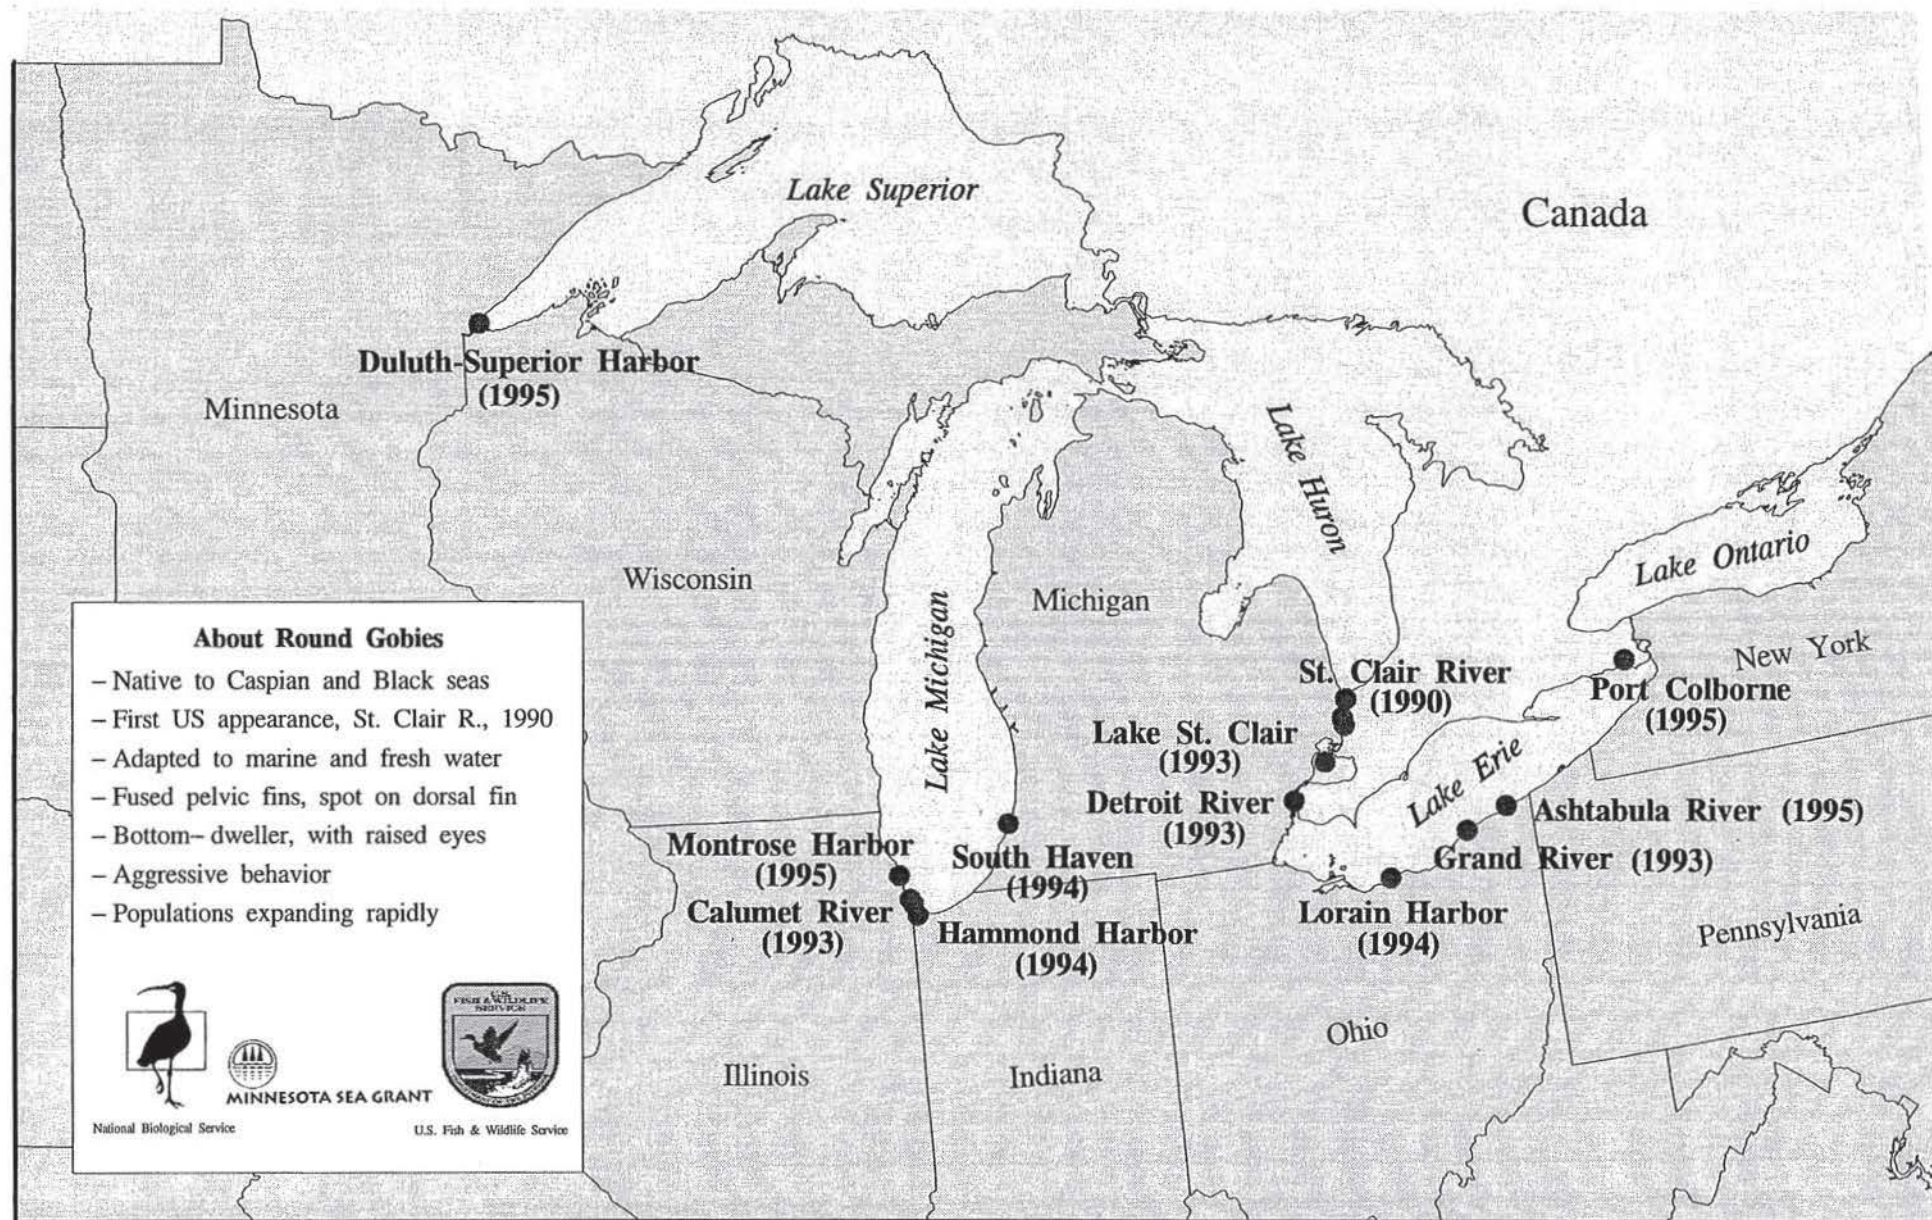 Lake Superior
Canada
Duluth-Superior Harbor
(1995)
Minnesota
Lake Huron
Lake Ontario
Wisconsin
Michigan
Lake Michigan
New York
St. Clair River
(1990)
Port Colborne
(1995)
Lake St. Clair
(1993)
Lake Erie
Detroit River
(1993)
Ashtabula River (1995)
Montrose Harbor
(1995)
South Haven
(1994)
Grand River (1993)
Calumet River
(1993)
Hammond Harbor
(1994)
Lorain Harbor
(1994)
Pennsylvania
Ohio
Illinois
Indiana
About Round Gobies
– Native to Caspian and Black seas
– First US appearance, St. Clair R., 1990
– Adapted to marine and fresh water
– Fused pelvic fins, spot on dorsal fin
– Bottom– dweller, with raised eyes
– Aggressive behavior
– Populations expanding rapidly
U.S.
FISH & WILDLIFE
SERVICE
MINNESOTA SEA GRANT
National Biological Service
U.S. Fish & Wildlife Service